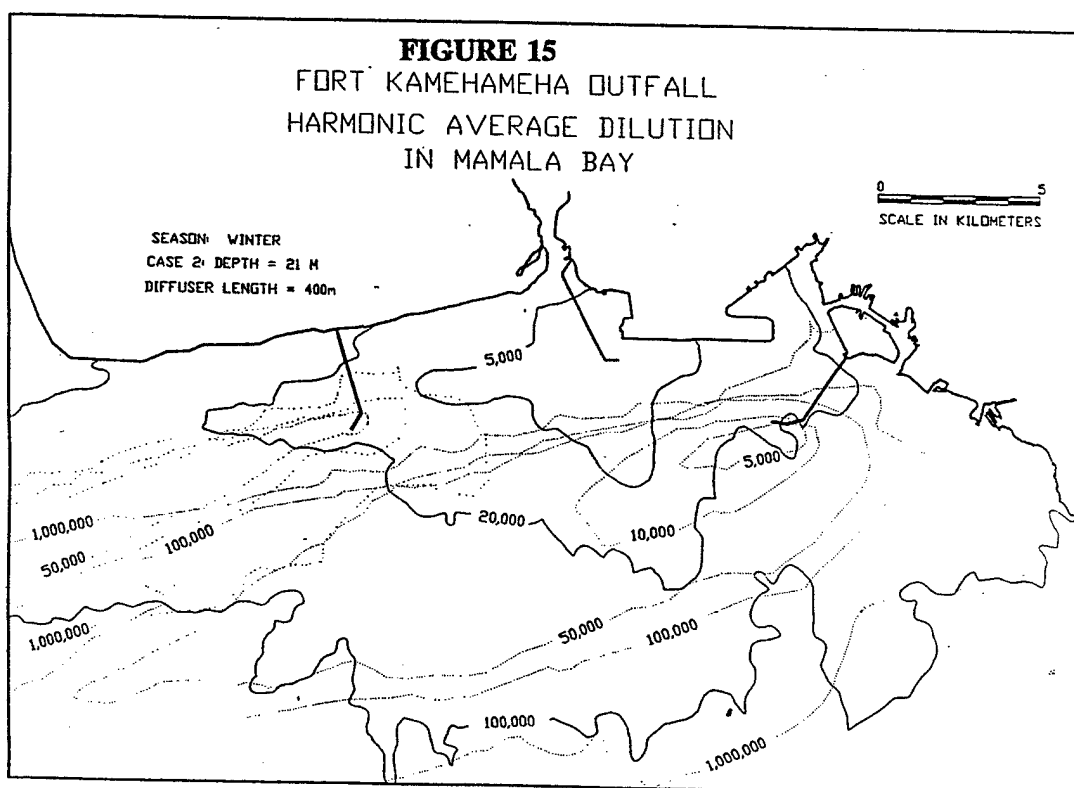 FIGURE 15
FORT KAMEHAMEHA OUTFALL
HARMONIC AVERAGE DILUTION
IN MAMALA BAY
0 5
SCALE IN KILOMETERS
SEASON: WINTER
CASE 2: DEPTH = 21 M
DIFFUSER LENGTH = 400m
5,000
5,000
20,000
10,000
1,000,000
50,000
100,000
1,000,000
50,000
100,000
100,000
1,000,000